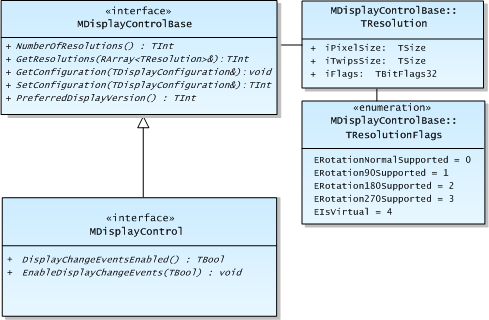 «interface»
MDisplayControlBase
+ NumberOfResolutions() : TInt
+ GetResolutions(RArray<TResolution>&): TInt
+ GetConfiguration(TDisplayConfiguration&): void
+ SetConfiguration(TDisplayConfiguration&): TInt
+ PreferredDisplayVersion() : TInt
MDisplayControlBase::
TResolution
+ iPixelSize: TSize
+ iTwipsSize: TSize
+ iFlags: TBitFlags32
«enumeration»
MDisplayControlBase::
TResolutionFlags
ERotationNormalSupported = 0
ERotation90Supported = 1
ERotation180Supported = 2
ERotation270Supported = 3
EIsVirtual = 4
«interface»
MDisplayControl
+ DisplayChangeEventsEnabled() : TBool
+ EnableDisplayChangeEvents(TBool) : void